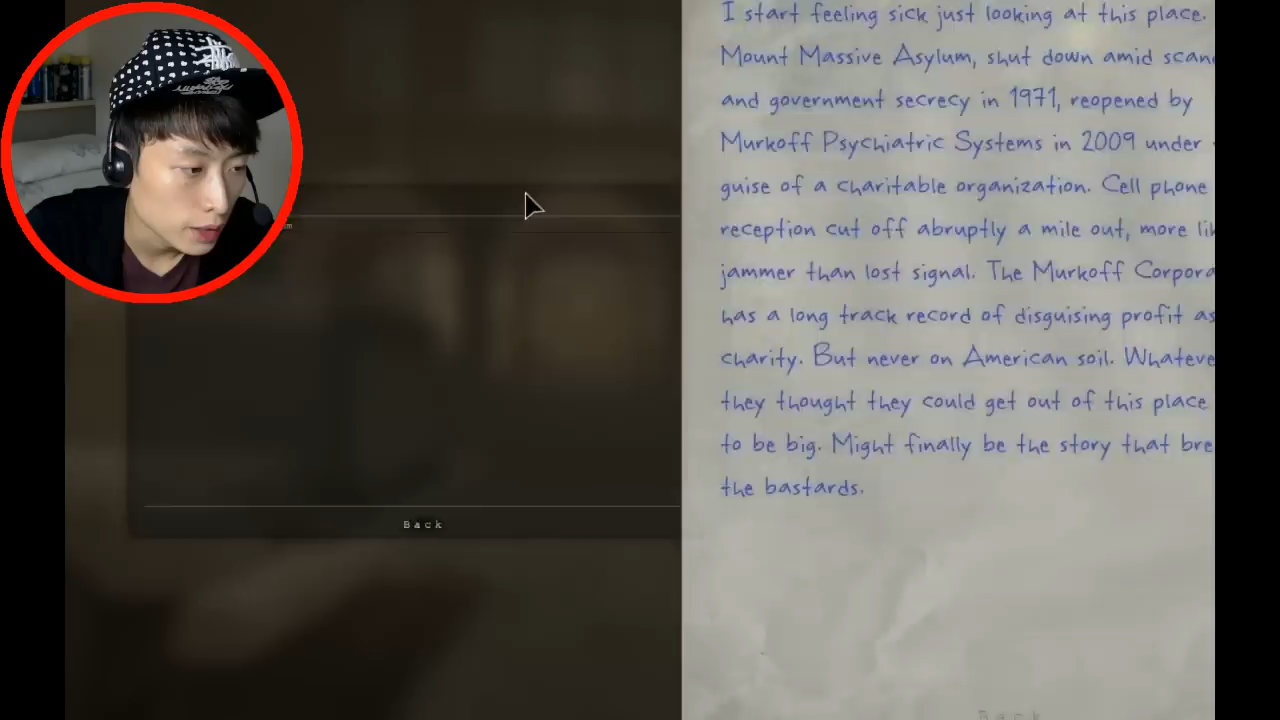 I start feeling sick just looking at this place.
Mount Massive Asylum, shut down amid scan
and government secrecy in 1971, reopened by
Murkoff Psychiatric Systems in 2009 under
guise of a charitable organization. Cell phone
reception cut off abruptly a mile out, more li
jammer than lost signal. The Murkoff Corpora
has a long track record of disguising profit as
charity. But never on American soil. Whateve
they thought they could get out of this place
to be big. Might finally be the story that bre
the bastards.
Back
Back